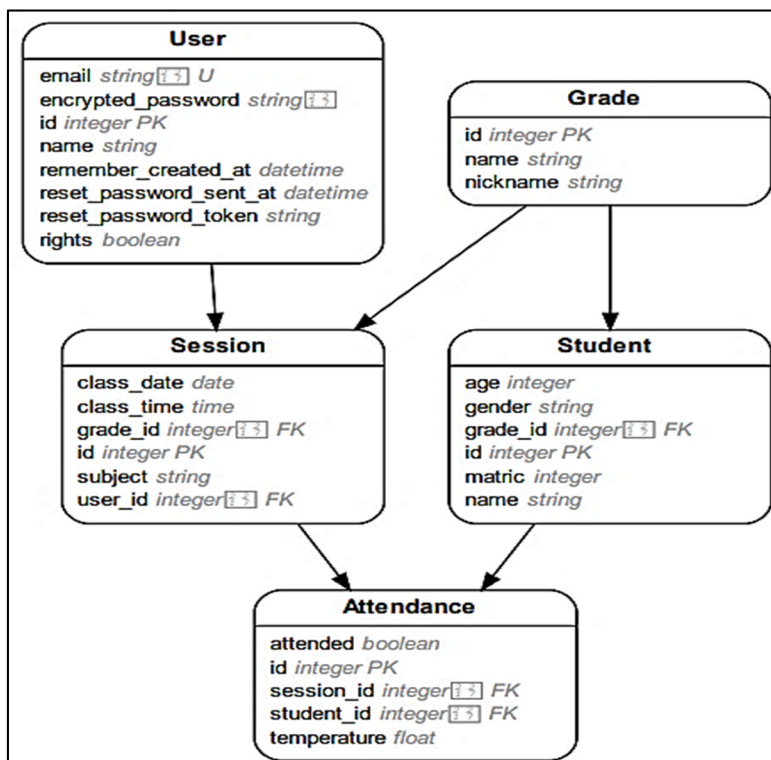 User
email string U
encrypted_password string
id integer PK
name string
remember_created_at datetime
reset_password_sent_at datetime
reset_password_token string
rights boolean
Grade
id integer PK
name string
nickname string
Session
class_date date
class_time time
grade_id integer FK
id integer PK
subject string
user_id integer FK
Student
age integer
gender string
grade_id integer FK
id integer PK
matric integer
name string
Attendance
attended boolean
id integer PK
session_id integer FK
student_id integer FK
temperature float